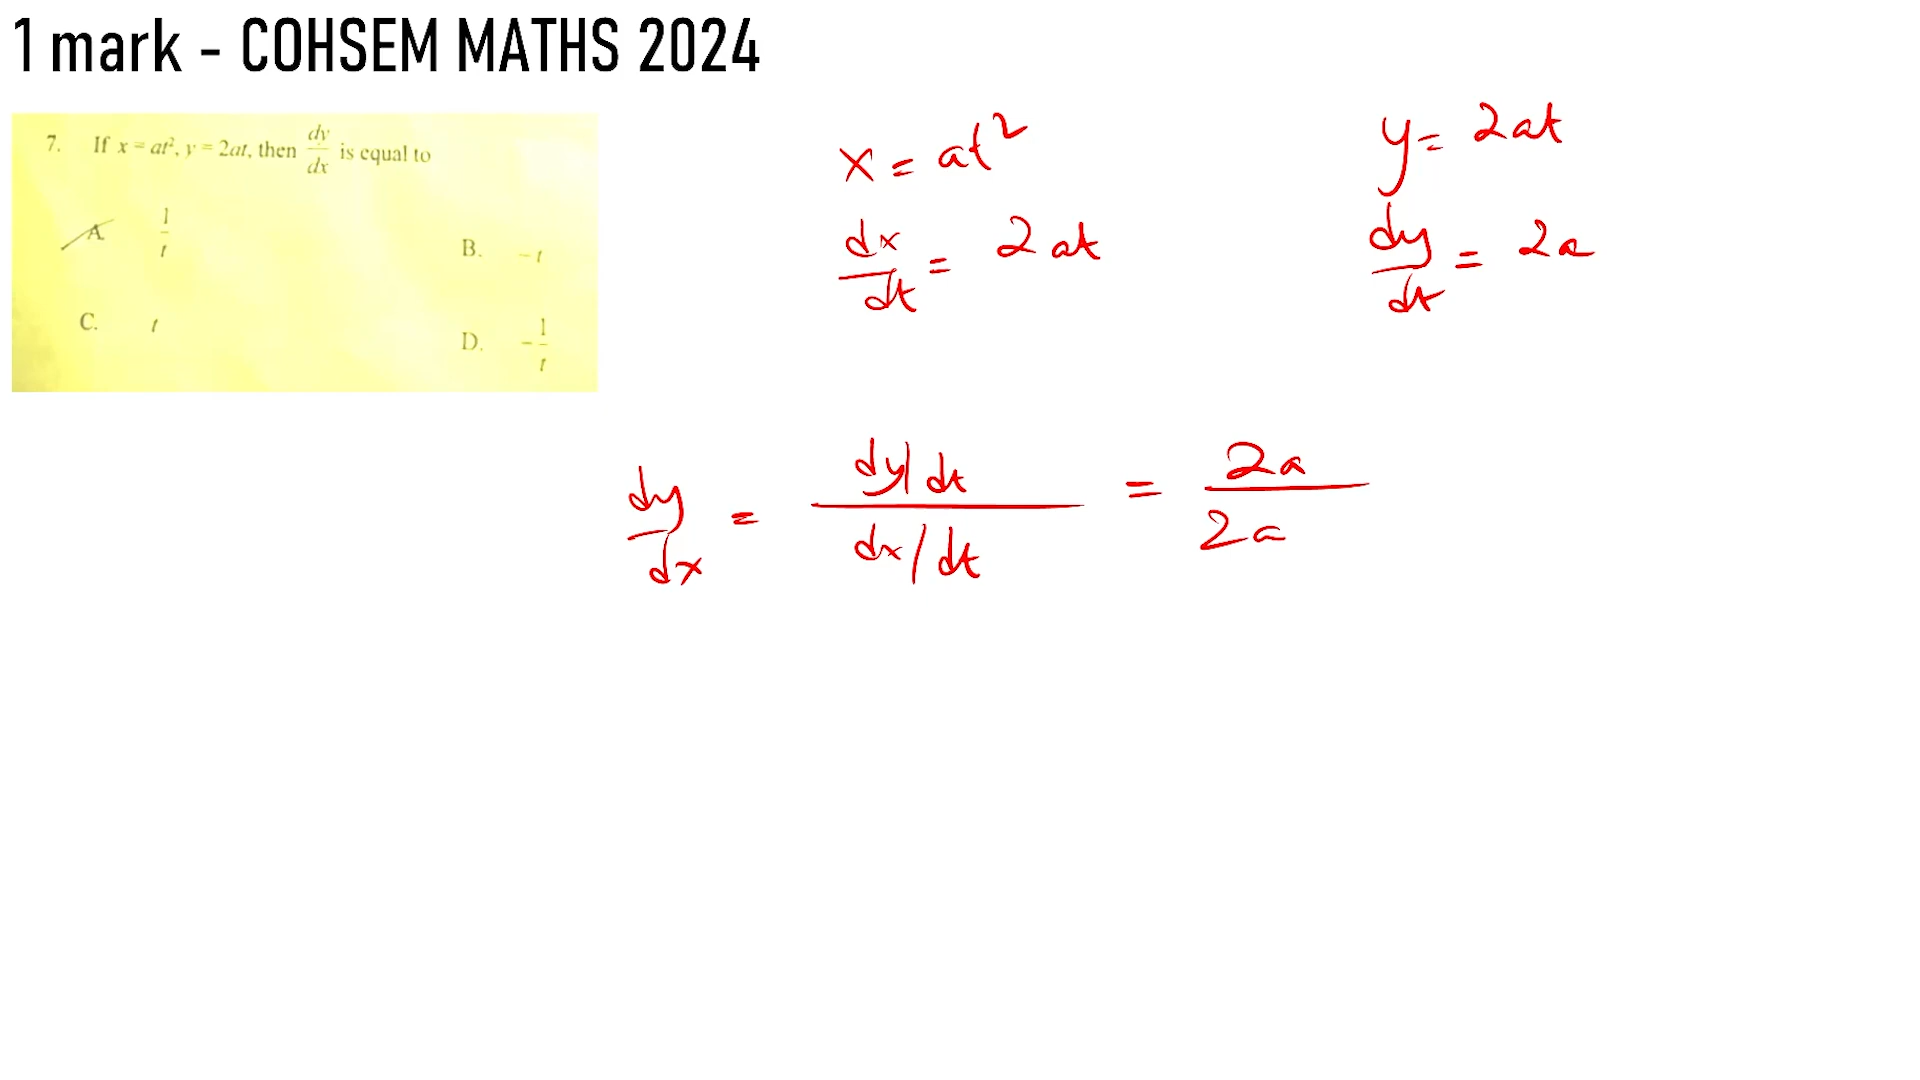 1 mark - COHSEM MATHS 2024
7. If x = at², y = 2at, then dy/dx is equal to
A. 1/t
B. - t
C. t
D. - 1/t
x = at²
y = 2at
dx/dt = 2at
dy/dt = 2a
dy/dx = dy/dt / dx/dt = 2a / 2a